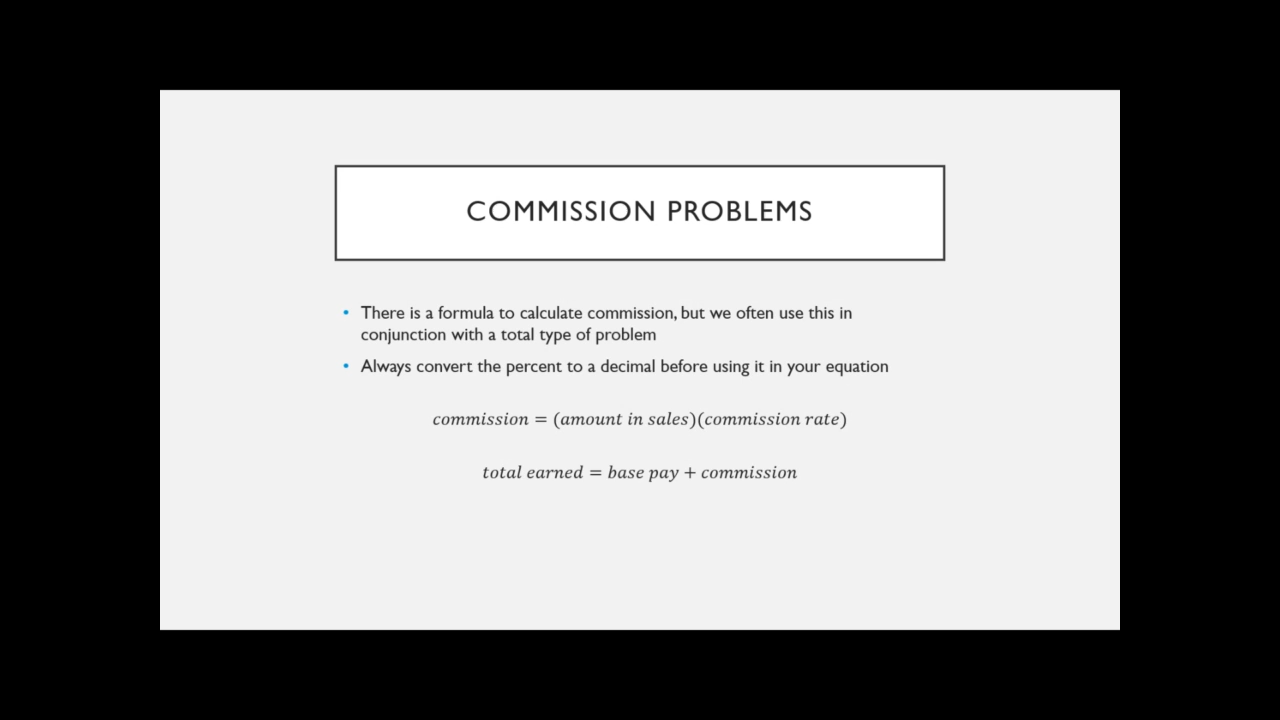 COMMISSION PROBLEMS
• There is a formula to calculate commission, but we often use this in
conjunction with a total type of problem
• Always convert the percent to a decimal before using it in your equation
commission = (amount in sales)(commission rate)
total earned = base pay + commission